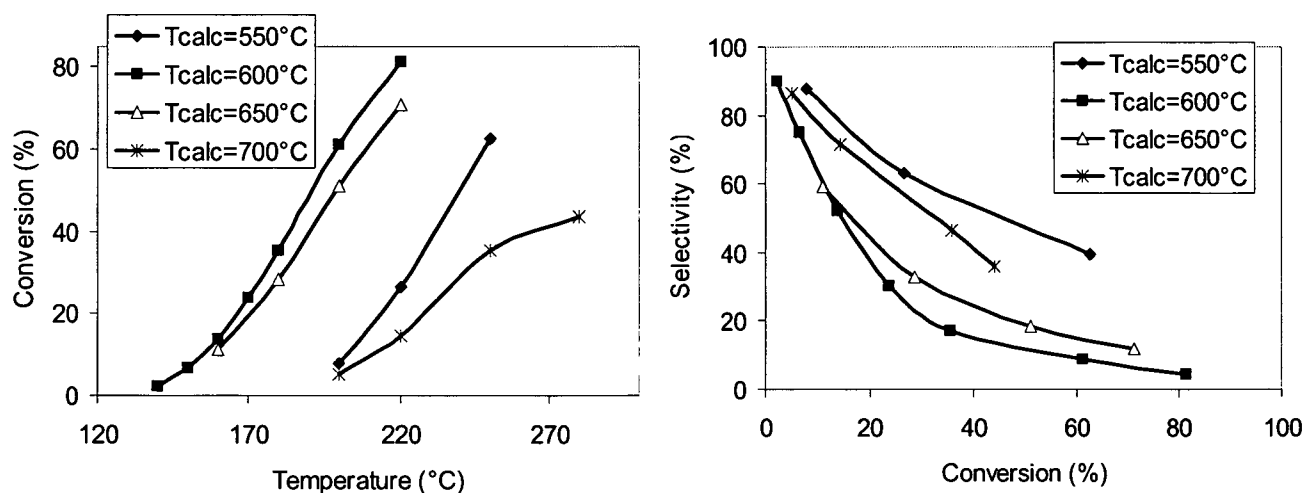 Tcalc=550°C
Tcalc=600°C
Tcalc=650°C
Tcalc=700°C
80
60
40
20
0
Conversion (%)
120 170 220 270
Temperature (°C)
100
80
60
40
20
0
Selectivity (%)
Tcalc=550°C
Tcalc=600°C
Tcalc=650°C
Tcalc=700°C
0 20 40 60 80 100
Conversion (%)